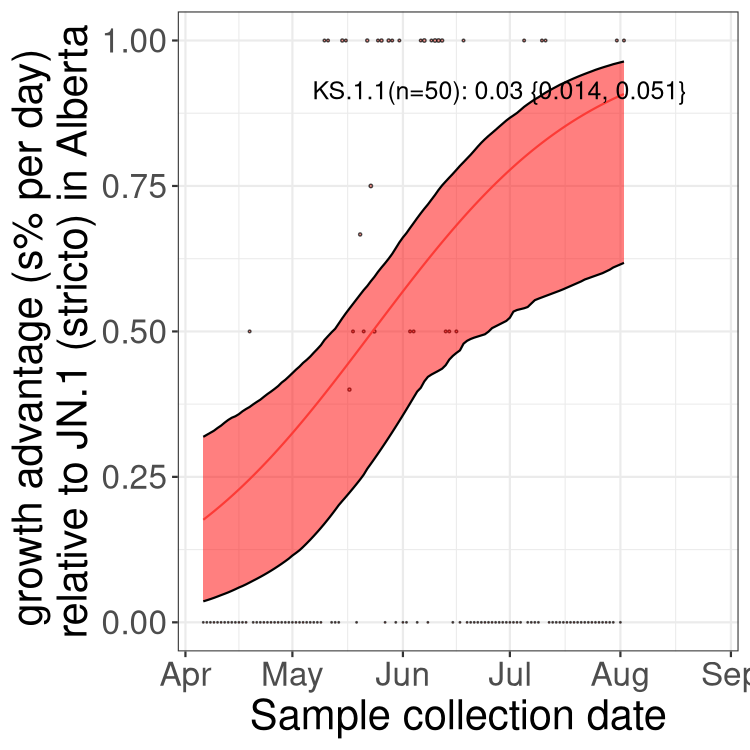 growth advantage (s% per day)
relative to JN.1 (stricto) in Alberta
1.00
0.75
0.50
0.25
0.00
KS.1.1(n=50): 0.03 {0.014, 0.051}
Apr May Jun Jul Aug Sep
Sample collection date